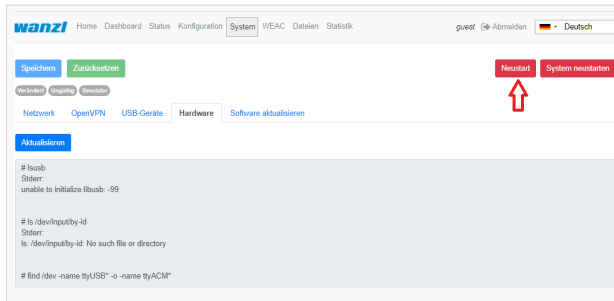 wanzl Home Dashboard Status Konfiguration System WEAC Dateien Statistik guest Abmelden Deutsch
Speichern Zurücksetzen Neustart System neustarten
Verändert Ungültig Simulator
Netzwerk OpenVPN USB-Geräte Hardware Software aktualisieren
Aktualisieren
# lsusb
Stderr:
unable to initialize libusb: -99
# ls /dev/input/by-id
Stderr:
ls: /dev/input/by-id: No such file or directory
# find /dev -name ttyUSB* -o -name ttyACM*